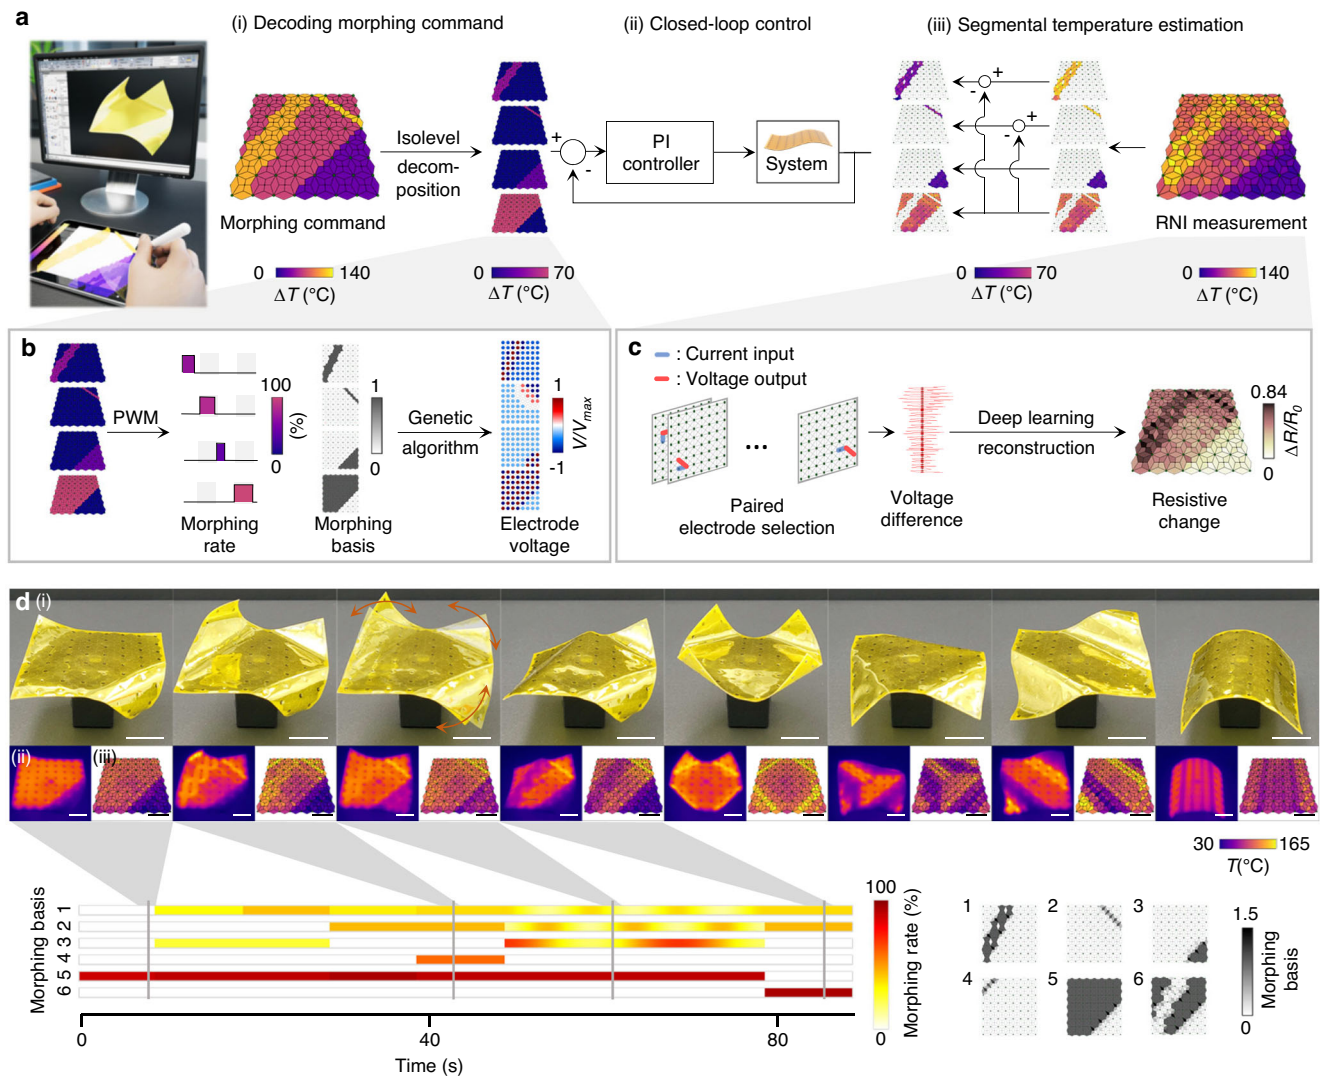 a
(i) Decoding morphing command
(ii) Closed-loop control
(iii) Segmental temperature estimation
Isolevel
decom-
position
Morphing command
+
-
PI
controller
System
+
-
+
-
RNI measurement
0 140
ΔT (°C)
0 70
ΔT (°C)
0 70
ΔT (°C)
0 140
ΔT (°C)
b
PWM
100
(%)
0
Morphing
rate
1
0
Morphing
basis
Genetic
algorithm
1
V/Vmax
-1
Electrode
voltage
c
: Current input
: Voltage output
...
Paired
electrode selection
Voltage
difference
Deep learning
reconstruction
0.84
ΔR/R0
0
Resistive
change
d (i)
(ii)
(iii)
30 165
T(°C)
Morphing basis
1
2
3
4
5
6
0
40
80
Time (s)
100
0
Morphing rate (%)
1 2 3
4 5 6
1.5
0
Morphing
basis